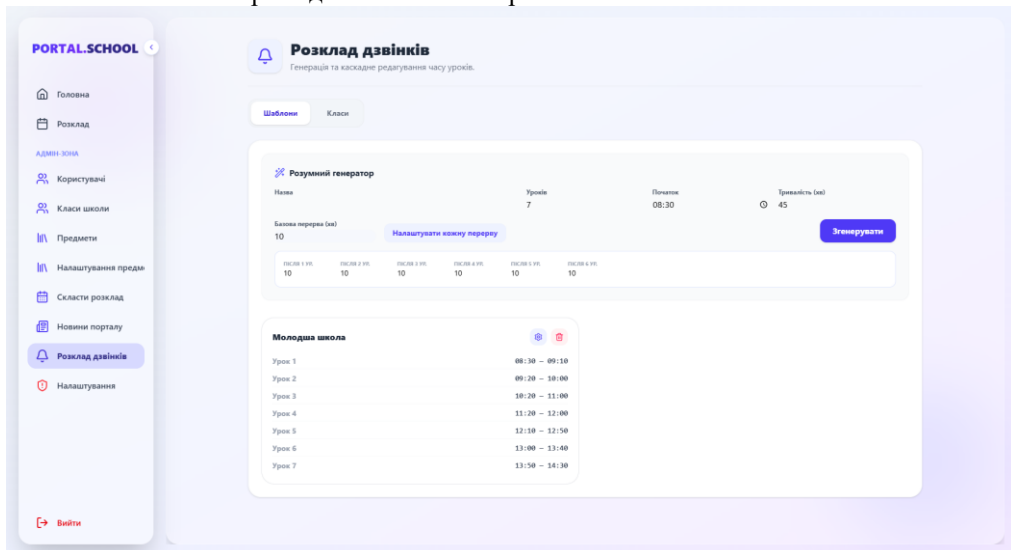 PORTAL.SCHOOL
Головна
Розклад
АДМІН-ЗОНА
Користувачі
Класи школи
Предмети
Налаштування предме
Скласти розклад
Новини порталу
Розклад дзвінків
Налаштування
Вийти
Розклад дзвінків
Генерація та каскадне редагування часу уроків.
Шаблони Класи
Розумний генератор
Назва Уроків Початок Тривалість (хв)
7 08:30 45
Базова перерва (хв)
10 Налаштувати кожну перерву Згенерувати
ПІСЛЯ 1 УР. ПІСЛЯ 2 УР. ПІСЛЯ 3 УР. ПІСЛЯ 4 УР. ПІСЛЯ 5 УР. ПІСЛЯ 6 УР.
10 10 10 10 10 10
Молодша школа
Урок 1 08:30 – 09:10
Урок 2 09:20 – 10:00
Урок 3 10:20 – 11:00
Урок 4 11:20 – 12:00
Урок 5 12:10 – 12:50
Урок 6 13:00 – 13:40
Урок 7 13:50 – 14:30